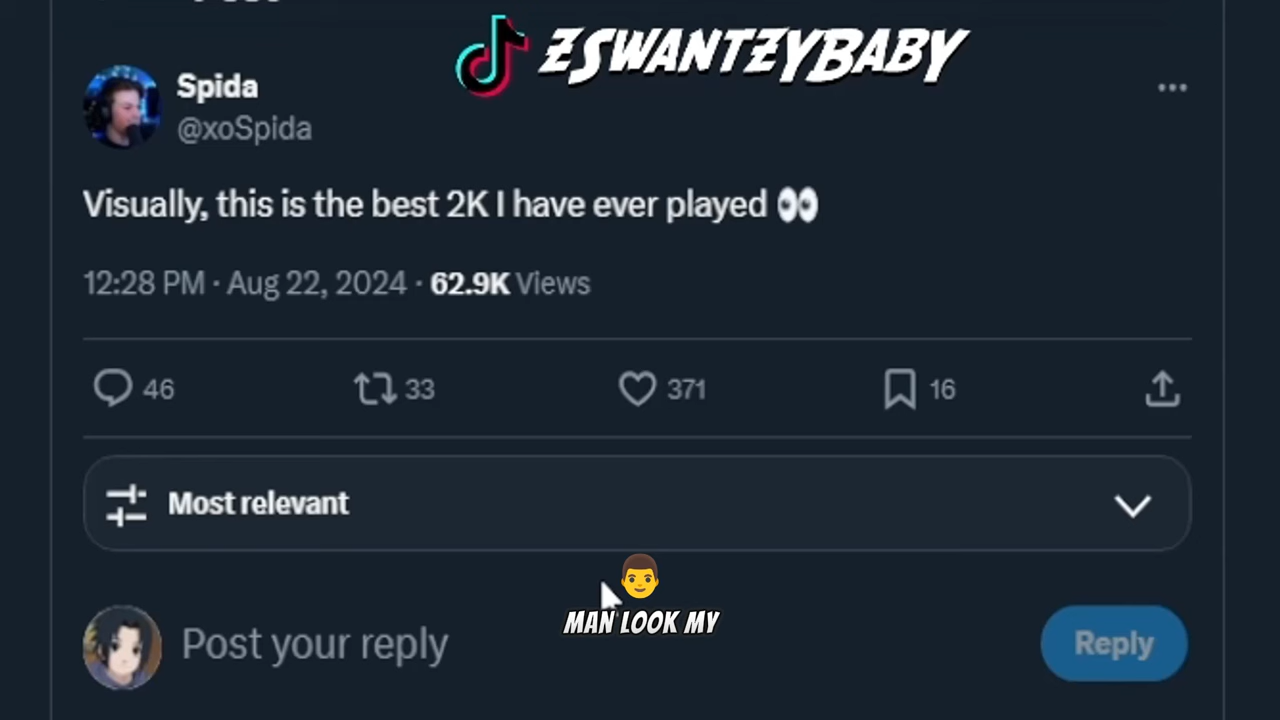 ZSWANTZYBABY
Spida
@xoSpida
Visually, this is the best 2K I have ever played 👀
12:28 PM · Aug 22, 2024 · 62.9K Views
46 33 371 16
Most relevant
MAN LOOK MY
Post your reply
Reply